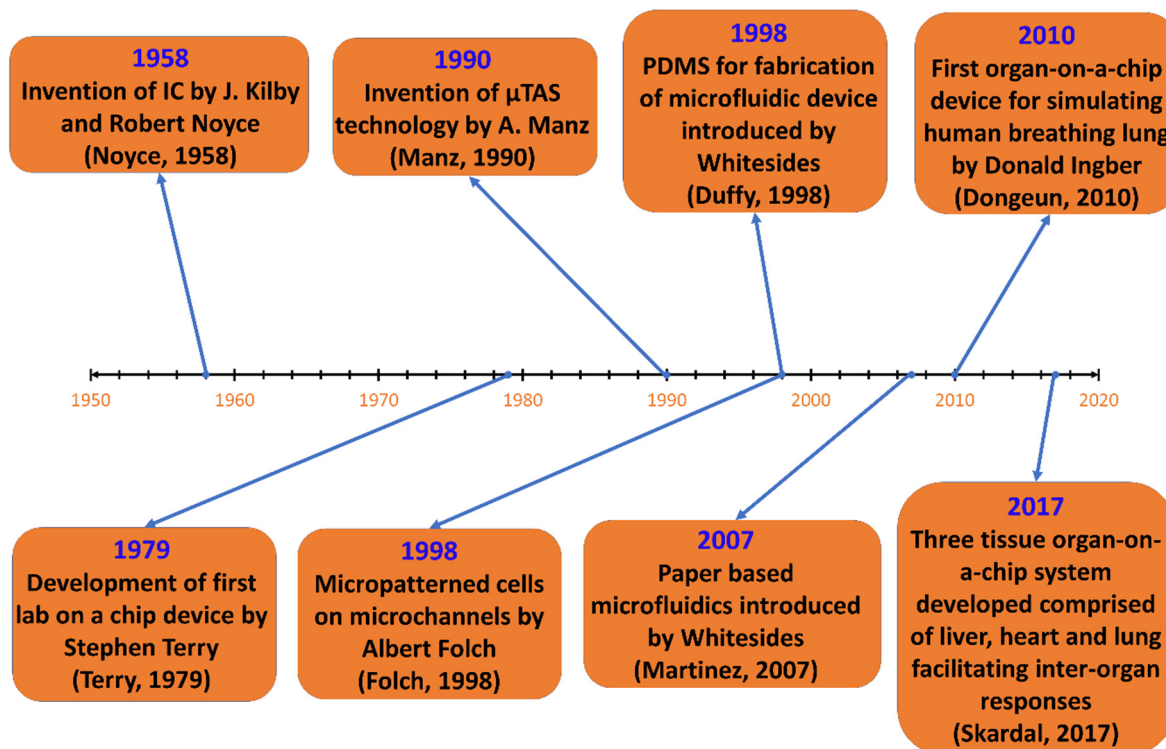 1958
Invention of IC by J. Kilby
and Robert Noyce
(Noyce, 1958)
1990
Invention of µTAS
technology by A. Manz
(Manz, 1990)
1998
PDMS for fabrication
of microfluidic device
introduced by
Whitesides
(Duffy, 1998)
2010
First organ-on-a-chip
device for simulating
human breathing lung
by Donald Ingber
(Dongeun, 2010)
1950 1960 1970 1980 1990 2000 2010 2020
1979
Development of first
lab on a chip device by
Stephen Terry
(Terry, 1979)
1998
Micropatterned cells
on microchannels by
Albert Folch
(Folch, 1998)
2007
Paper based
microfluidics introduced
by Whitesides
(Martinez, 2007)
2017
Three tissue organ-on-
a-chip system
developed comprised
of liver, heart and lung
facilitating inter-organ
responses
(Skardal, 2017)